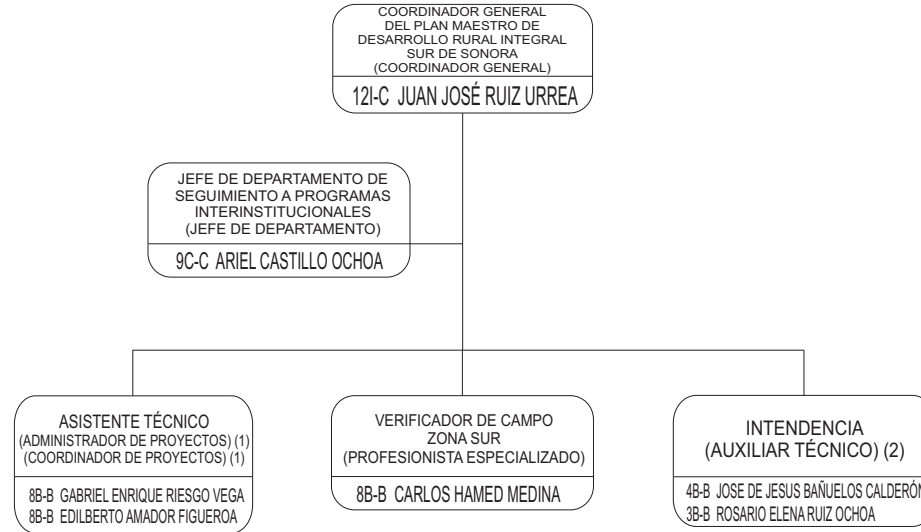 COORDINADOR GENERAL
DEL PLAN MAESTRO DE
DESARROLLO RURAL INTEGRAL
SUR DE SONORA
(COORDINADOR GENERAL)
12I-C JUAN JOSÉ RUIZ URREA
JEFE DE DEPARTAMENTO DE
SEGUIMIENTO A PROGRAMAS
INTERINSTITUCIONALES
(JEFE DE DEPARTAMENTO)
9C-C ARIEL CASTILLO OCHOA
ASISTENTE TÉCNICO
(ADMINISTRADOR DE PROYECTOS) (1)
(COORDINADOR DE PROYECTOS) (1)
8B-B GABRIEL ENRIQUE RIESGO VEGA
8B-B EDILBERTO AMADOR FIGUEROA
VERIFICADOR DE CAMPO
ZONA SUR
(PROFESIONISTA ESPECIALIZADO)
8B-B CARLOS HAMED MEDINA
INTENDENCIA
(AUXILIAR TÉCNICO) (2)
4B-B JOSE DE JESUS BAÑUELOS CALDERÓN
3B-B ROSARIO ELENA RUIZ OCHOA